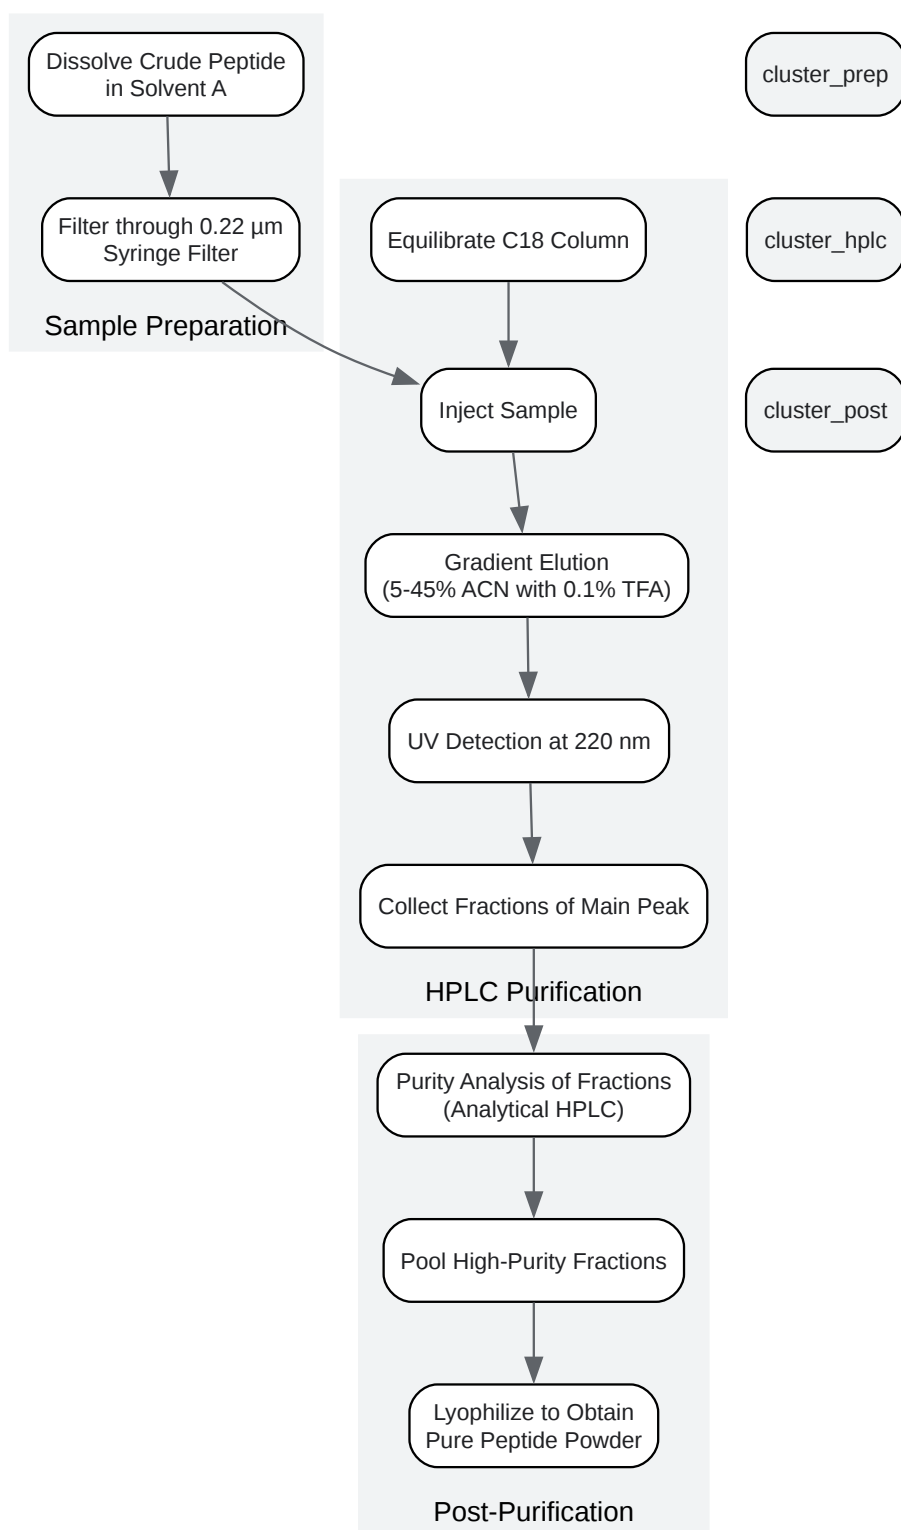 Dissolve Crude Peptide
in Solvent A
cluster_prep
Filter through 0.22 µm
Syringe Filter
Equilibrate C18 Column
cluster_hplc
Sample Preparation
Inject Sample
cluster_post
Gradient Elution
(5-45% ACN with 0.1% TFA)
UV Detection at 220 nm
Collect Fractions of Main Peak
HPLC Purification
Purity Analysis of Fractions
(Analytical HPLC)
Pool High-Purity Fractions
Lyophilize to Obtain
Pure Peptide Powder
Post-Purification